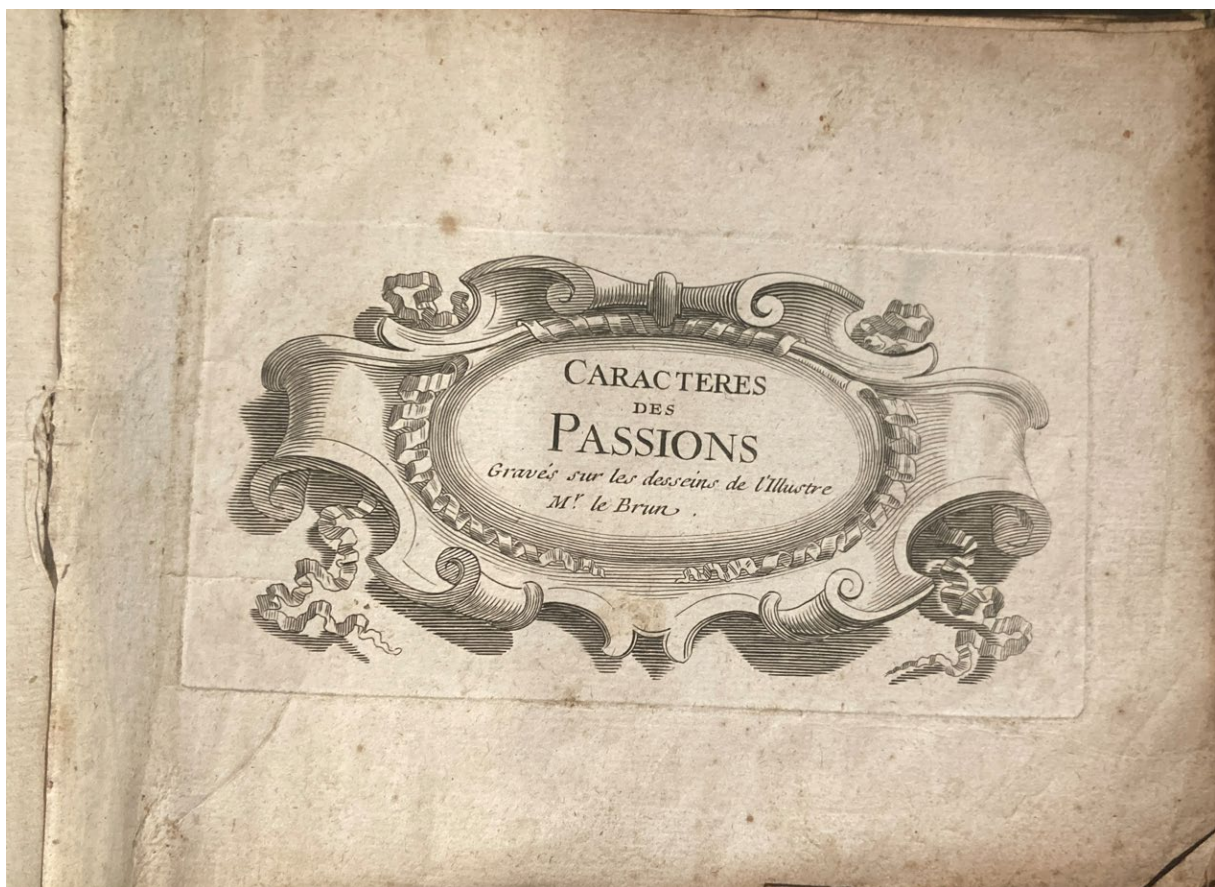 CARACTERES
DES
PASSIONS
Gravés sur les desseins de l'Illustre
Mr. le Brun.